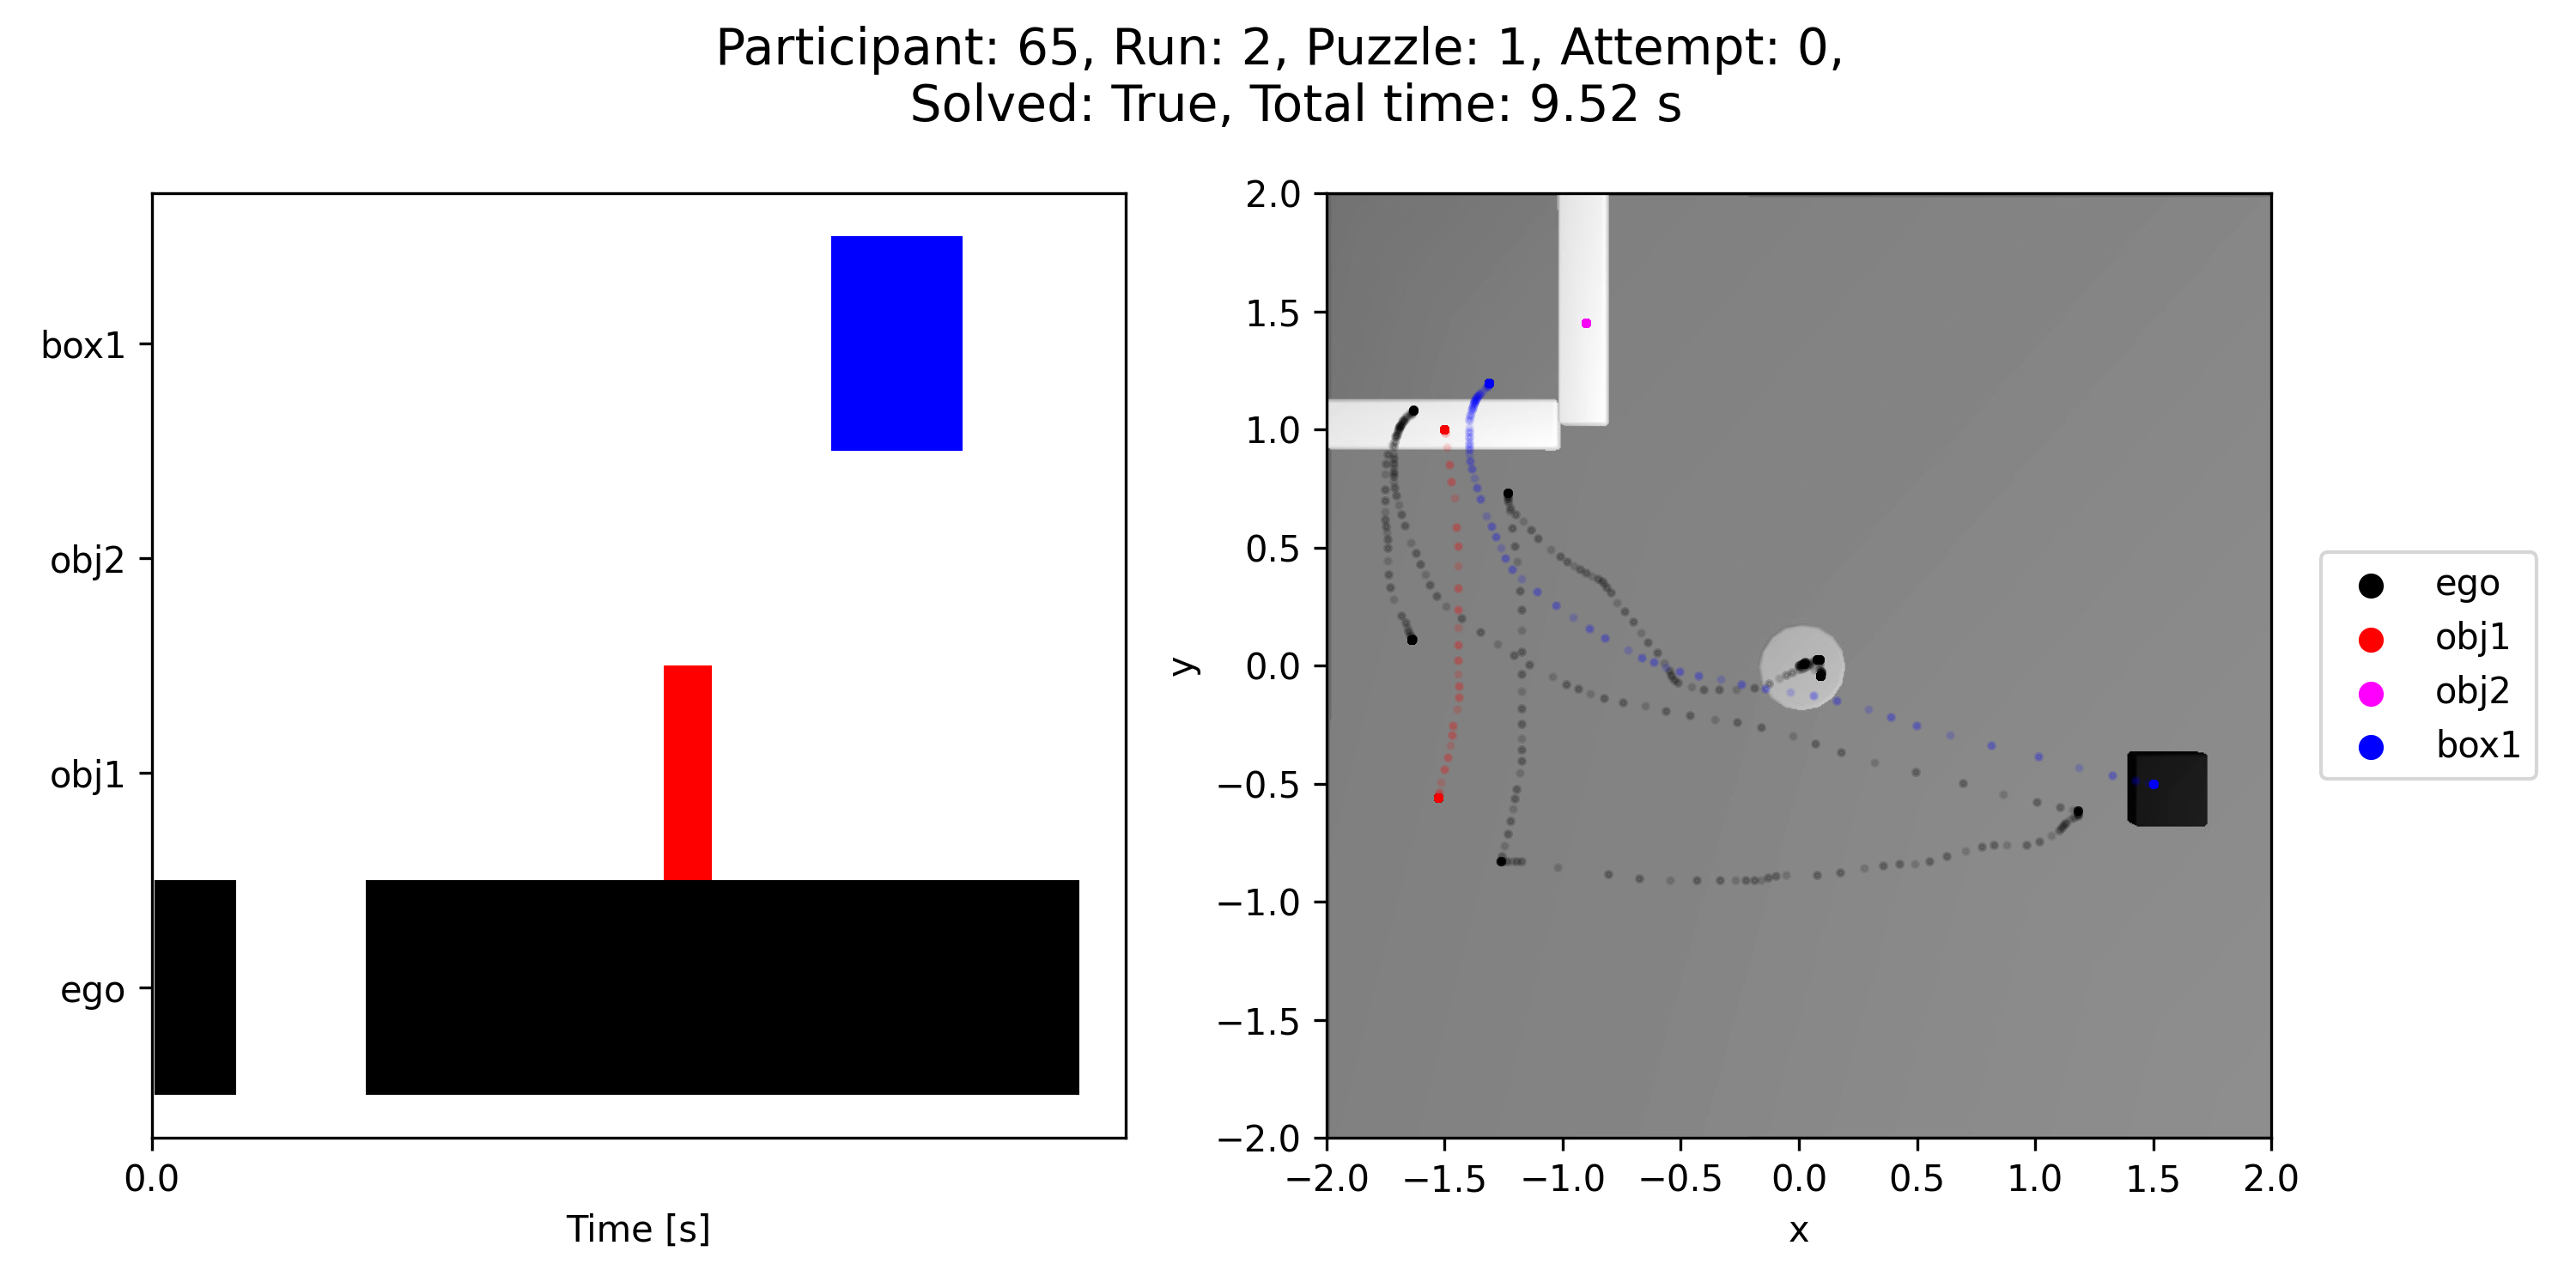 Participant: 65, Run: 2, Puzzle: 1, Attempt: 0,
Solved: True, Total time: 9.52 s
box1
obj2
obj1
ego
0.0
Time [s]
2.0
1.5
1.0
0.5
0.0
−0.5
−1.0
−1.5
−2.0
y
−2.0 −1.5 −1.0 −0.5 0.0 0.5 1.0 1.5 2.0
x
ego
obj1
obj2
box1